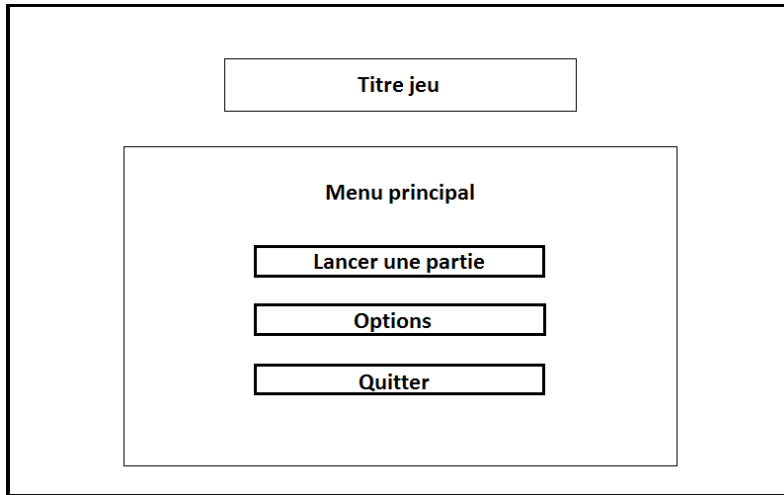 Titre jeu
Menu principal
Lancer une partie
Options
Quitter